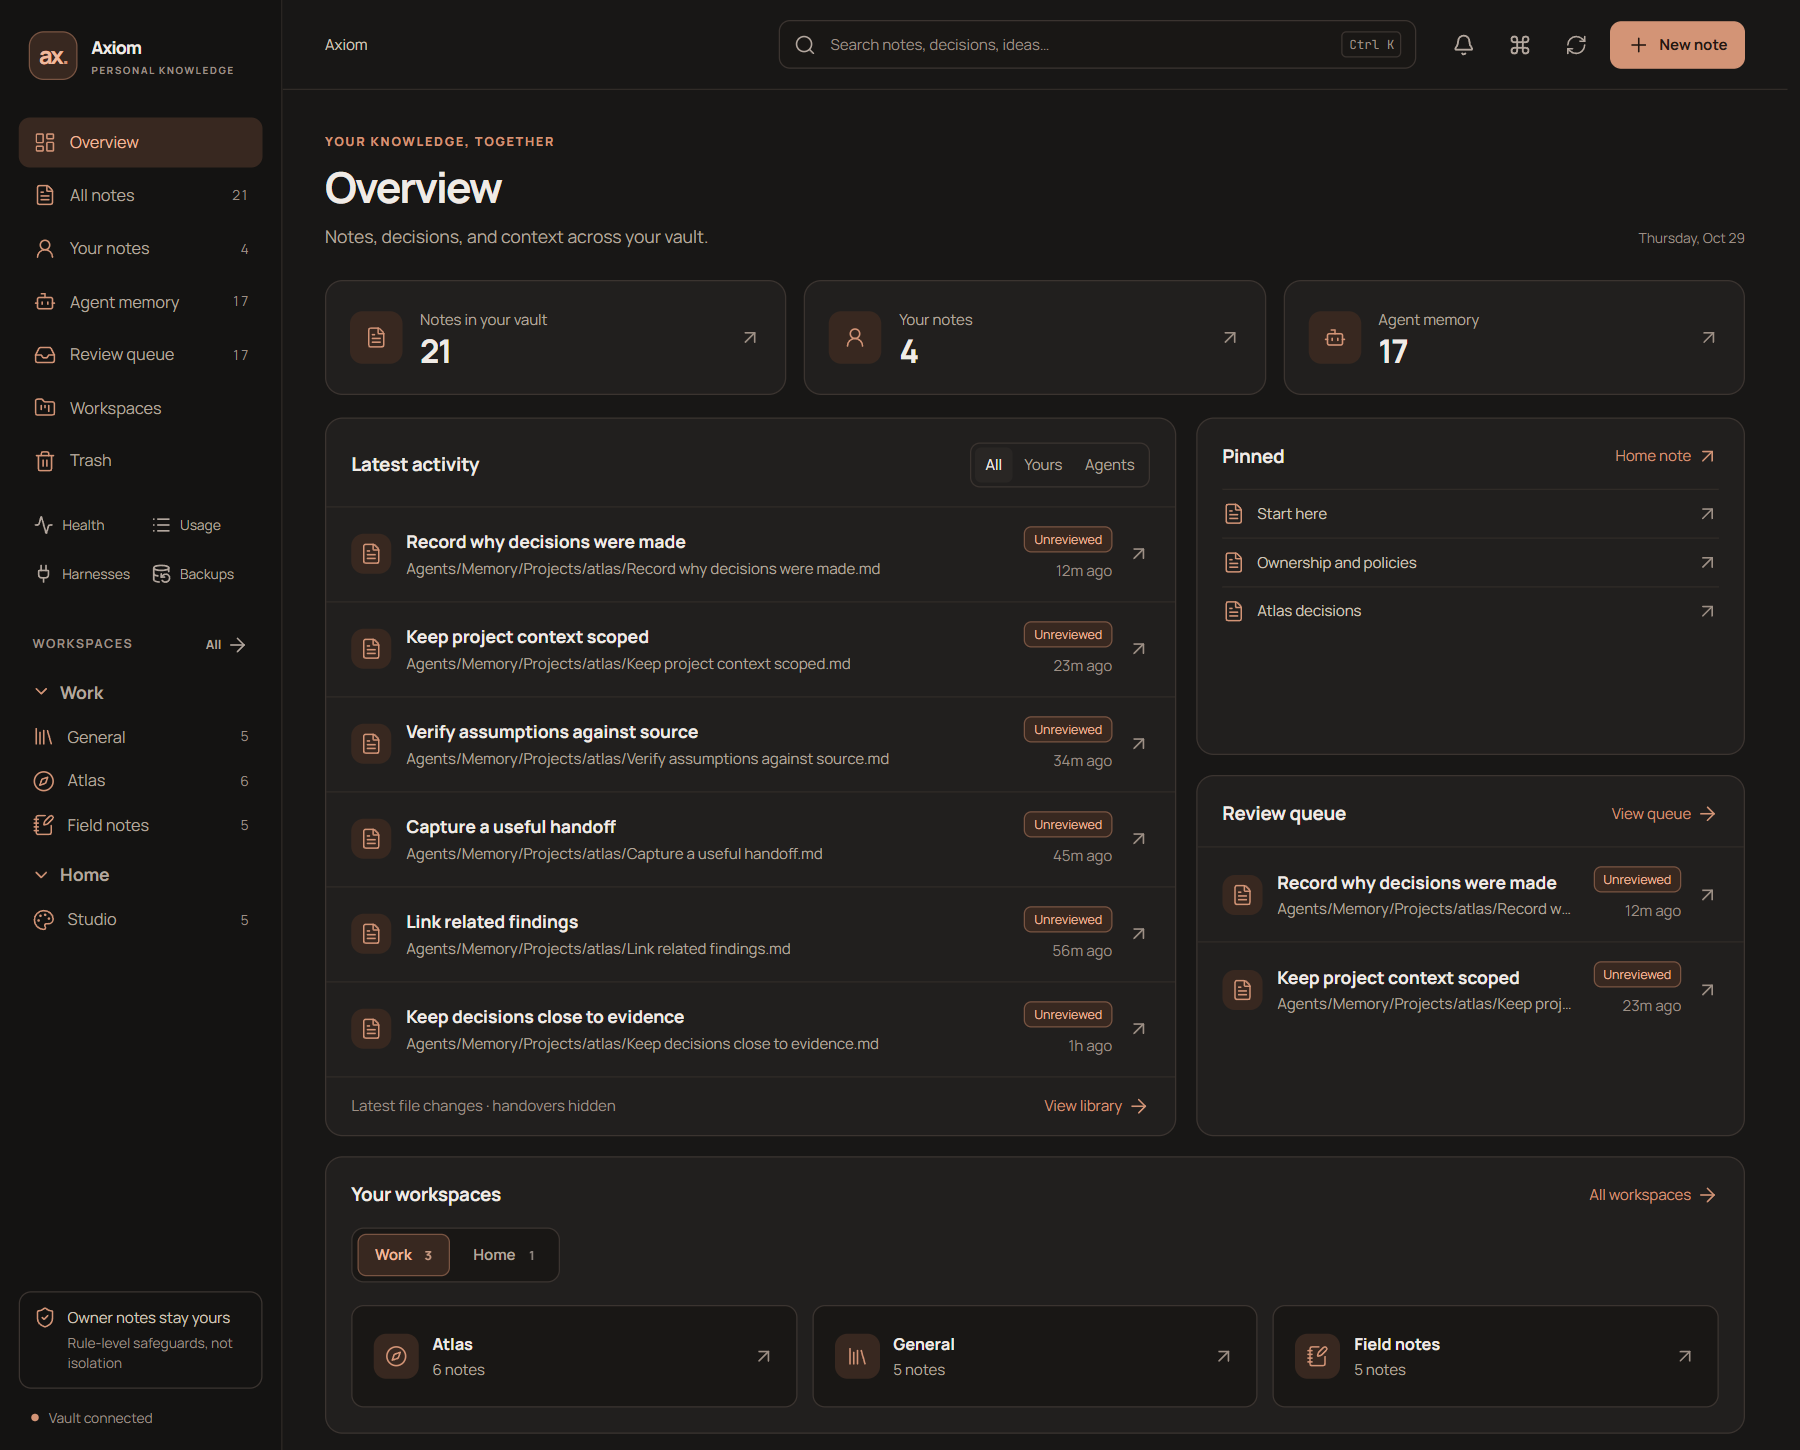 ax.
Axiom
PERSONAL KNOWLEDGE
Overview
All notes 21
Your notes 4
Agent memory 17
Review queue 17
Workspaces
Trash
Health Usage
Harnesses Backups
WORKSPACES All
Work
General 5
Atlas 6
Field notes 5
Home
Studio 5
Owner notes stay yours
Rule-level safeguards, not
isolation
Vault connected
Axiom
Search notes, decisions, ideas... Ctrl K
New note
YOUR KNOWLEDGE, TOGETHER
Overview
Notes, decisions, and context across your vault.
Thursday, Oct 29
Notes in your vault
21
Your notes
4
Agent memory
17
Latest activity
All Yours Agents
Record why decisions were made
Agents/Memory/Projects/atlas/Record why decisions were made.md
Unreviewed
12m ago
Keep project context scoped
Agents/Memory/Projects/atlas/Keep project context scoped.md
Unreviewed
23m ago
Verify assumptions against source
Agents/Memory/Projects/atlas/Verify assumptions against source.md
Unreviewed
34m ago
Capture a useful handoff
Agents/Memory/Projects/atlas/Capture a useful handoff.md
Unreviewed
45m ago
Link related findings
Agents/Memory/Projects/atlas/Link related findings.md
Unreviewed
56m ago
Keep decisions close to evidence
Agents/Memory/Projects/atlas/Keep decisions close to evidence.md
Unreviewed
1h ago
Latest file changes · handovers hidden
View library
Pinned
Home note
Start here
Ownership and policies
Atlas decisions
Review queue
View queue
Record why decisions were made
Agents/Memory/Projects/atlas/Record w...
Unreviewed
12m ago
Keep project context scoped
Agents/Memory/Projects/atlas/Keep proj...
Unreviewed
23m ago
Your workspaces
All workspaces
Work 3 Home 1
Atlas
6 notes
General
5 notes
Field notes
5 notes